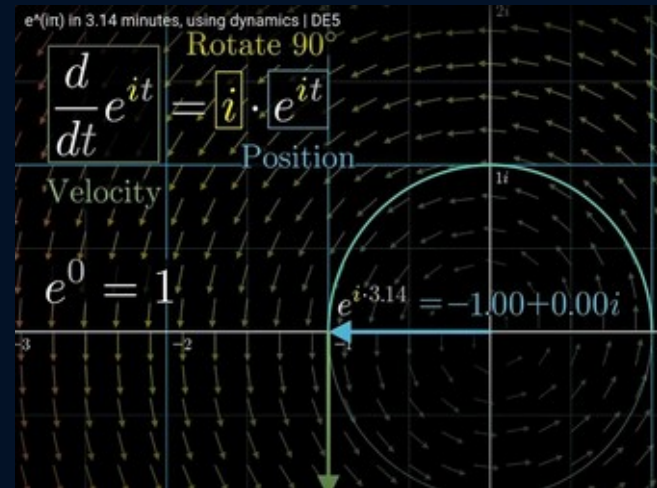 e^(iπ) in 3.14 minutes, using dynamics | DE5
Rotate 90°
d/dt e^{it} = i · e^{it}
Position
Velocity
e^0 = 1
e^{i·3.14} = −1.00+0.00i
2i
1i
-3
-2
-1